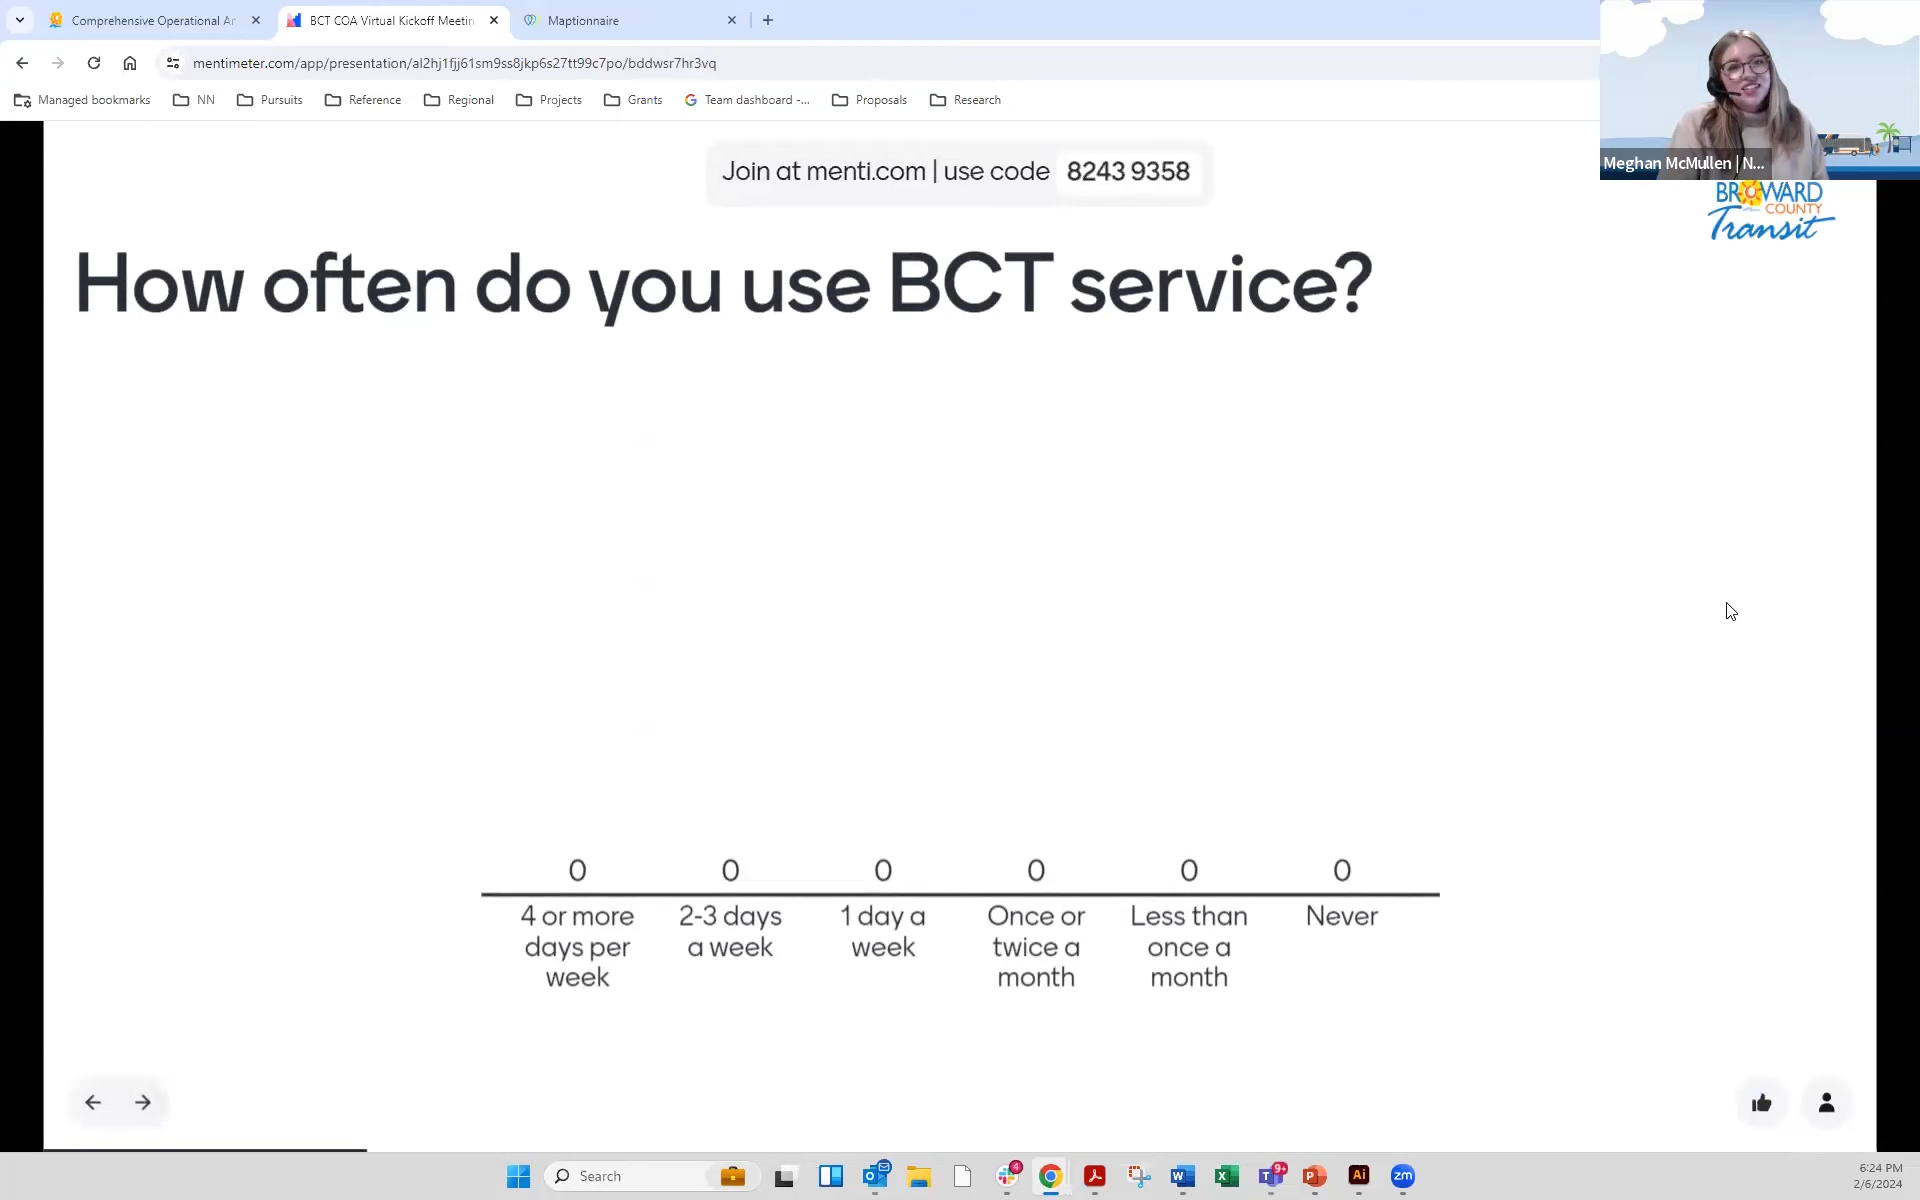 Comprehensive Operational Ar
BCT COA Virtual Kickoff Meetin
Maptionnaire
mentimeter.com/app/presentation/al2hj1fjj61sm9ss8jkp6s27tt99c7po/bddwsr7hr3vq
Managed bookmarks
NN
Pursuits
Reference
Regional
Projects
Grants
Team dashboard -...
Proposals
Research
Meghan McMullen | N...
Join at menti.com | use code 8243 9358
BROWARD
COUNTY
Transit
How often do you use BCT service?
0 0 0 0 0 0
4 or more
days per
week
2-3 days
a week
1 day a
week
Once or
twice a
month
Less than
once a
month
Never
Search
4
9+
Ai
zm
6:24 PM
2/6/2024